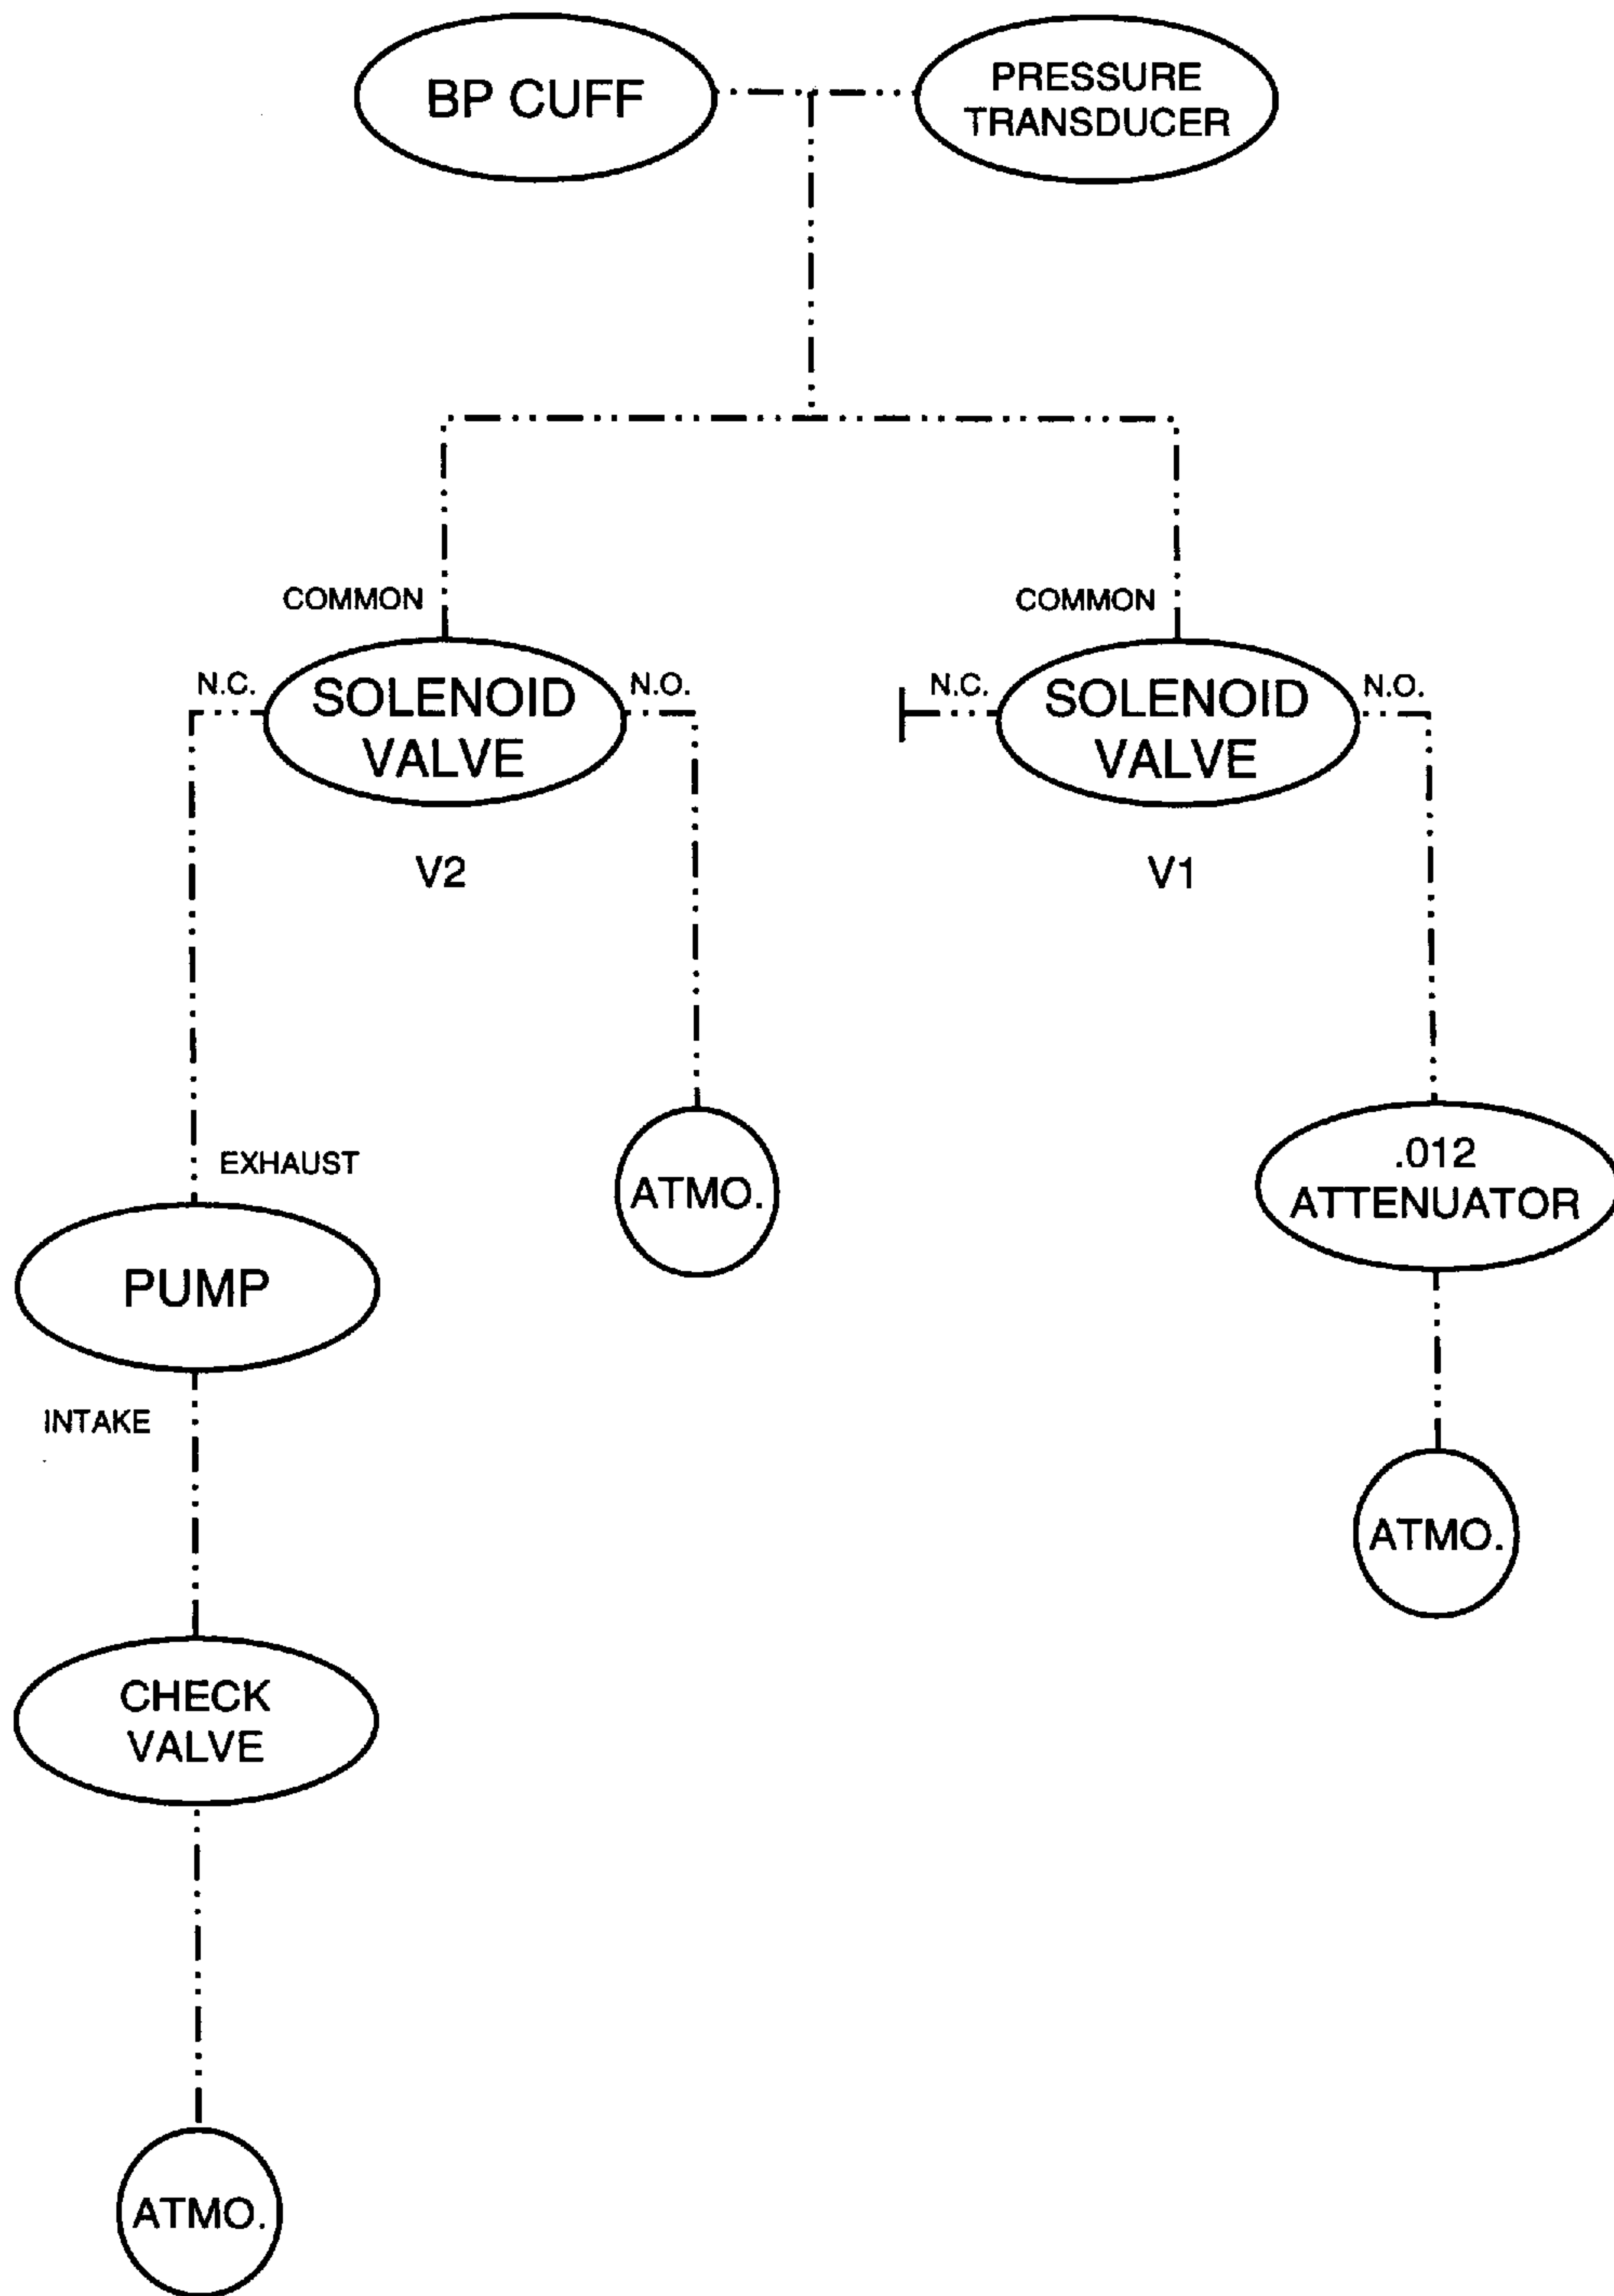 BP CUFF
PRESSURE
TRANSDUCER
COMMON
COMMON
N.C.
SOLENOID
VALVE
N.O.
N.C.
SOLENOID
VALVE
N.O.
V2
V1
EXHAUST
ATMO.
.012
ATTENUATOR
PUMP
INTAKE
ATMO.
CHECK
VALVE
ATMO.